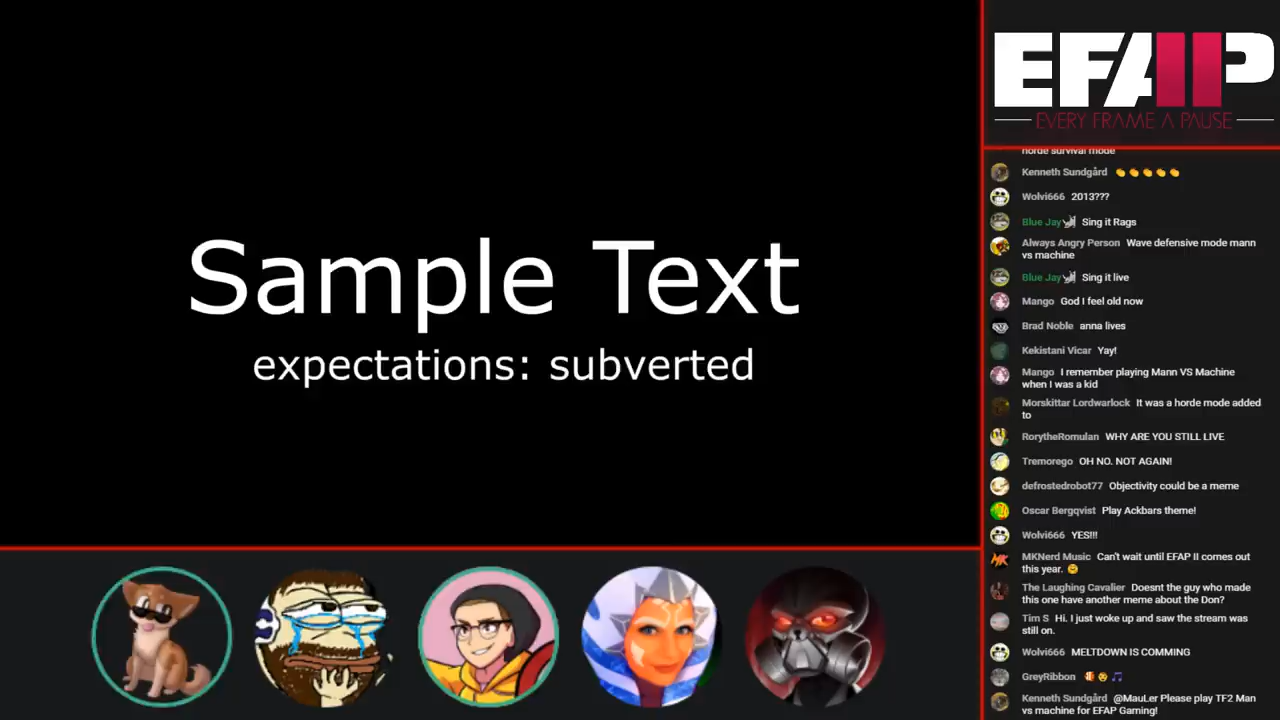 Sample Text
expectations: subverted
EFAP
EVERY FRAME A PAUSE
horde survival mode!
Kenneth Sundgård 👏👏👏👏👏
Wolvi666 2013???
Blue Jay Sing it Rags
Always Angry Person Wave defensive mode mann
vs machine
Blue Jay Sing it live
Mango God I feel old now
Brad Noble anna lives
Kekistani Vicar Yay!
Mango I remember playing Mann VS Machine
when I was a kid
Morskittar Lordwarlock It was a horde mode added
to
RorytheRomulan WHY ARE YOU STILL LIVE
Tremorego OH NO. NOT AGAIN!
defrostedrobot77 Objectivity could be a meme
Oscar Bergqvist Play Ackbars theme!
Wolvi666 YES!!!
MK
MKNerd Music Can't wait until EFAP II comes out
this year.
The Laughing Cavalier Doesnt the guy who made
this one have another meme about the Don?
Tim S Hi. I just woke up and saw the stream was
still on.
Wolvi666 MELTDOWN IS COMMING
GreyRibbon
Kenneth Sundgård @MauLer Please play TF2 Man
vs machine for EFAP Gaming!